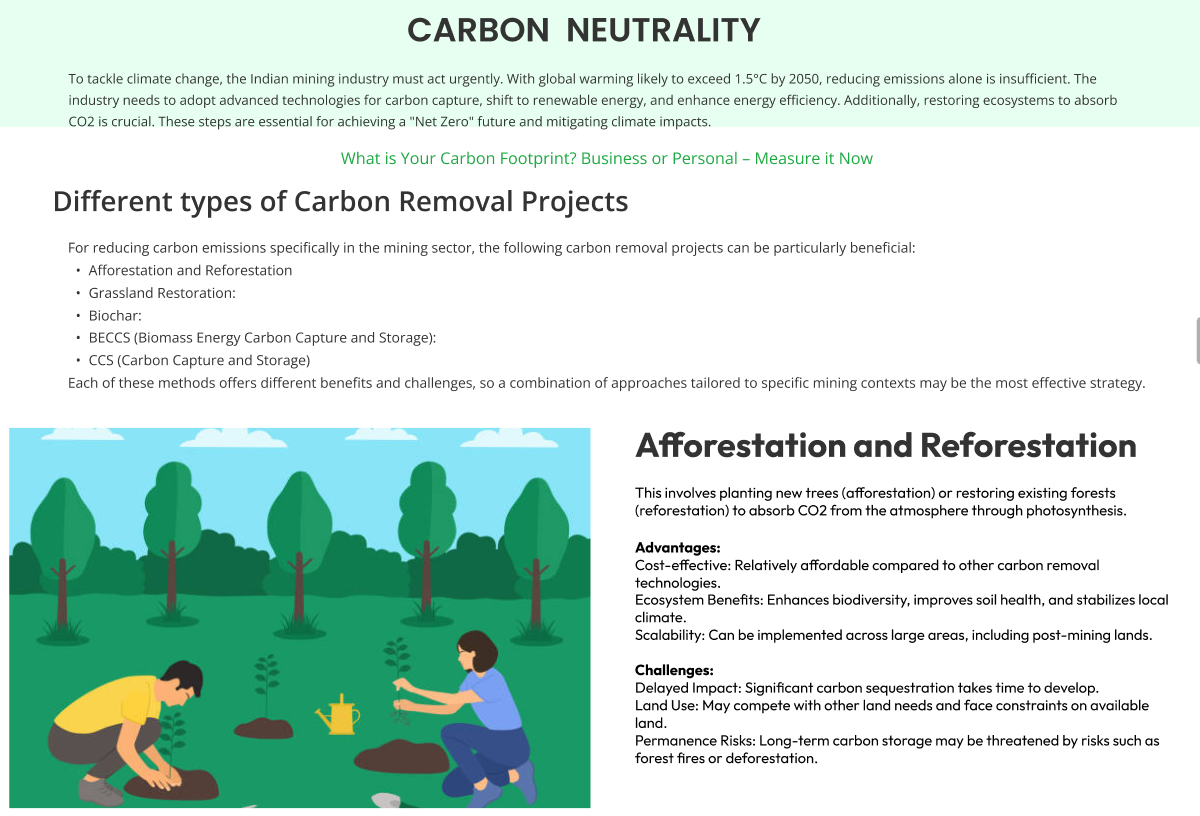 CARBON NEUTRALITY
To tackle climate change, the Indian mining industry must act urgently. With global warming likely to exceed 1.5°C by 2050, reducing emissions alone is insufficient. The
industry needs to adopt advanced technologies for carbon capture, shift to renewable energy, and enhance energy efficiency. Additionally, restoring ecosystems to absorb
CO2 is crucial. These steps are essential for achieving a "Net Zero" future and mitigating climate impacts.
What is Your Carbon Footprint? Business or Personal – Measure it Now
Different types of Carbon Removal Projects
For reducing carbon emissions specifically in the mining sector, the following carbon removal projects can be particularly beneficial:
• Afforestation and Reforestation
• Grassland Restoration:
• Biochar:
• BECCS (Biomass Energy Carbon Capture and Storage):
• CCS (Carbon Capture and Storage)
Each of these methods offers different benefits and challenges, so a combination of approaches tailored to specific mining contexts may be the most effective strategy.
Afforestation and Reforestation
This involves planting new trees (afforestation) or restoring existing forests
(reforestation) to absorb CO2 from the atmosphere through photosynthesis.
Advantages:
Cost-effective: Relatively affordable compared to other carbon removal
technologies.
Ecosystem Benefits: Enhances biodiversity, improves soil health, and stabilizes local
climate.
Scalability: Can be implemented across large areas, including post-mining lands.
Challenges:
Delayed Impact: Significant carbon sequestration takes time to develop.
Land Use: May compete with other land needs and face constraints on available
land.
Permanence Risks: Long-term carbon storage may be threatened by risks such as
forest fires or deforestation.